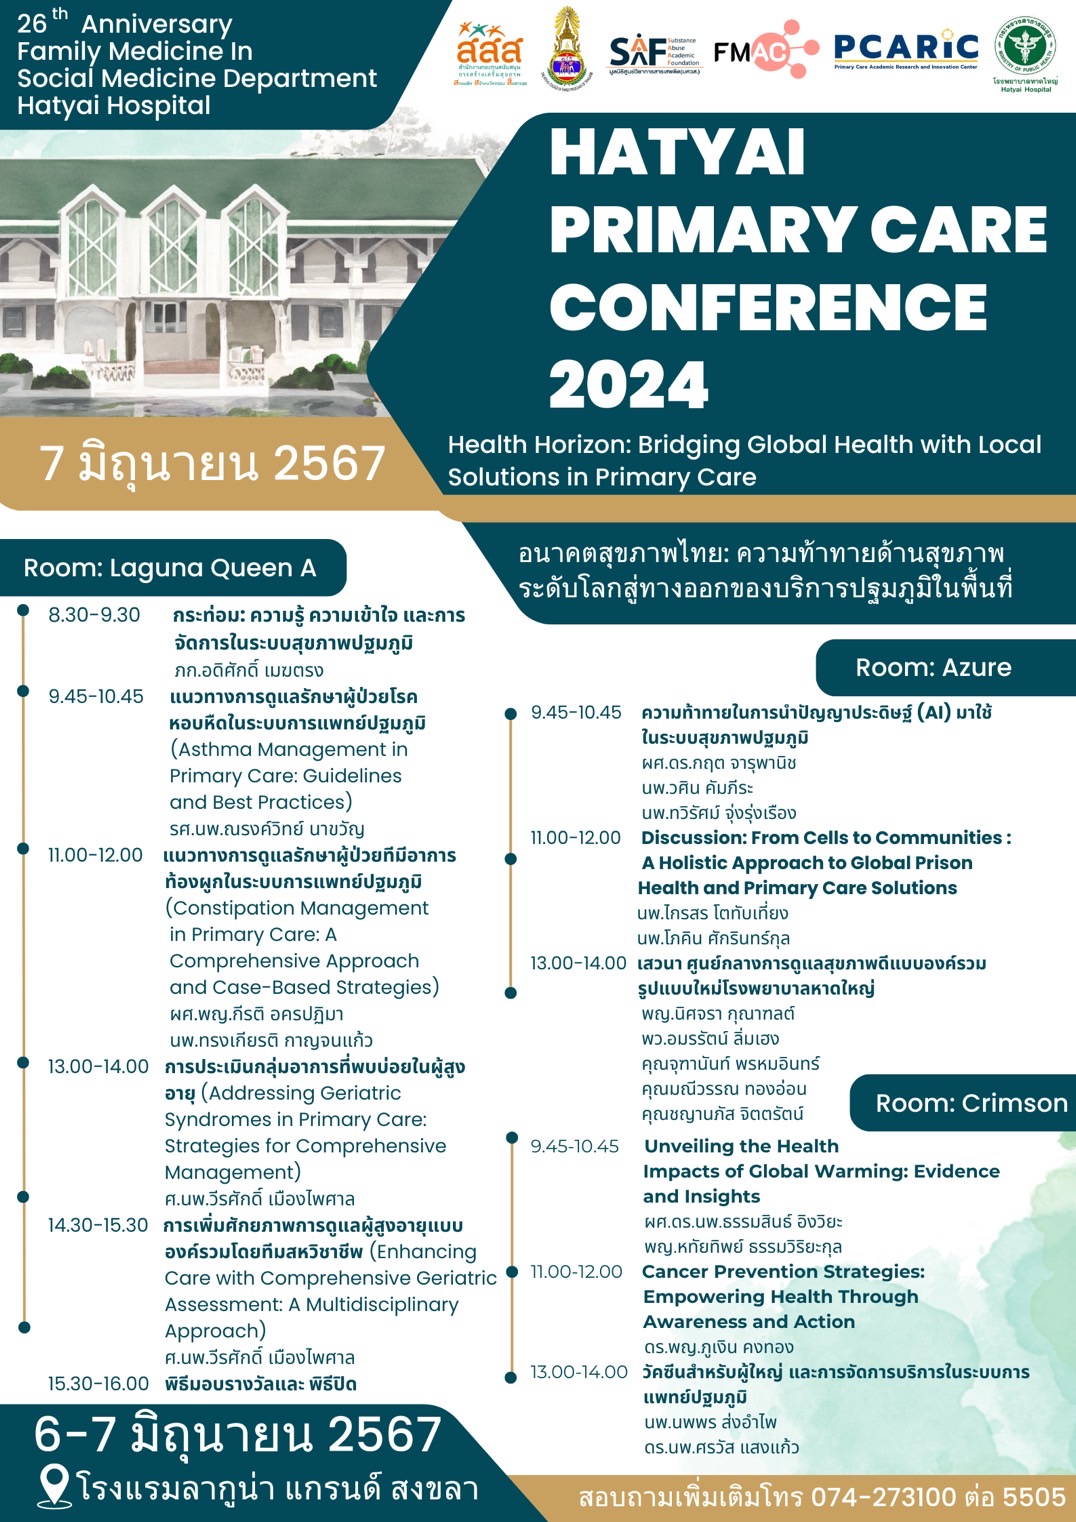 26th Anniversary
Family Medicine In
Social Medicine Department
Hatyai Hospital
สสส
สำนักงานกองทุนสนับสนุน
การสร้างเสริมสุขภาพ
SAF
Substance
Abuse
Academic
Foundation
FMAC
PCARiC
Primary Care Academic Research and Innovation Center
โรงพยาบาลหาดใหญ่
Hatyai Hospital
HATYAI
PRIMARY CARE
CONFERENCE
2024
Health Horizon: Bridging Global Health with Local
Solutions in Primary Care
7 มิถุนายน 2567
อนาคตสุขภาพไทย: ความท้าทายด้านสุขภาพ
ระดับโลกสู่ทางออกของบริการปฐมภูมิในพื้นที่
Room: Laguna Queen A
8.30-9.30 กระท่อม: ความรู้ ความเข้าใจ และการ
จัดการในระบบสุขภาพปฐมภูมิ
ภก.อดิศักดิ์ เมฆตรง
9.45-10.45 แนวทางการดูแลรักษาผู้ป่วยโรค
หอบหืดในระบบการแพทย์ปฐมภูมิ
(Asthma Management in
Primary Care: Guidelines
and Best Practices)
รศ.นพ.ณรงค์วิทย์ นาขวัญ
11.00-12.00 แนวทางการดูแลรักษาผู้ป่วยที่มีอาการ
ท้องผูกในระบบการแพทย์ปฐมภูมิ
(Constipation Management
in Primary Care: A
Comprehensive Approach
and Case-Based Strategies)
ผศ.พญ.กีรติ อครปฏิมา
นพ.ทรงเกียรติ กาญจนแก้ว
13.00-14.00 การประเมินกลุ่มอาการที่พบบ่อยในผู้สูง
อายุ (Addressing Geriatric
Syndromes in Primary Care:
Strategies for Comprehensive
Management)
ศ.นพ.วีรศักดิ์ เมืองไพศาล
14.30-15.30 การเพิ่มศักยภาพการดูแลผู้สูงอายุแบบ
องค์รวมโดยทีมสหวิชาชีพ (Enhancing
Care with Comprehensive Geriatric
Assessment: A Multidisciplinary
Approach)
ศ.นพ.วีรศักดิ์ เมืองไพศาล
15.30-16.00 พิธีมอบรางวัลและ พิธีปิด
Room: Azure
9.45-10.45 ความท้าทายในการนำปัญญาประดิษฐ์ (AI) มาใช้
ในระบบสุขภาพปฐมภูมิ
ผศ.ดร.กฤต จารุพานิช
นพ.วศิน คัมภีระ
นพ.ทวิรัศม์ จุ่งรุ่งเรือง
11.00-12.00 Discussion: From Cells to Communities :
A Holistic Approach to Global Prison
Health and Primary Care Solutions
นพ.ไกรสร โตทับเที่ยง
นพ.โภคิน ศักรินทร์กุล
13.00-14.00 เสวนา ศูนย์กลางการดูแลสุขภาพดีแบบองค์รวม
รูปแบบใหม่โรงพยาบาลหาดใหญ่
พญ.นิศจรา กุณาฑลต์
พว.อมรรัตน์ ลิ่มเฮง
คุณจุฑานันท์ พรหมอินทร์
คุณมณีวรรณ ทองอ่อน
คุณชญานภัส จิตตรัตน์
Room: Crimson
9.45-10.45 Unveiling the Health
Impacts of Global Warming: Evidence
and Insights
ผศ.ดร.นพ.ธรรมสินธ์ อิงวิยะ
พญ.หทัยทิพย์ ธรรมวิริยะกุล
11.00-12.00 Cancer Prevention Strategies:
Empowering Health Through
Awareness and Action
ดร.พญ.ภูเงิน คงทอง
13.00-14.00 วัคซีนสำหรับผู้ใหญ่ และการจัดการบริการในระบบการ
แพทย์ปฐมภูมิ
นพ.นพพร ส่งอำไพ
ดร.นพ.ศรวัส แสงแก้ว
6-7 มิถุนายน 2567
โรงแรมลากูน่า แกรนด์ สงขลา
สอบถามเพิ่มเติมโทร 074-273100 ต่อ 5505